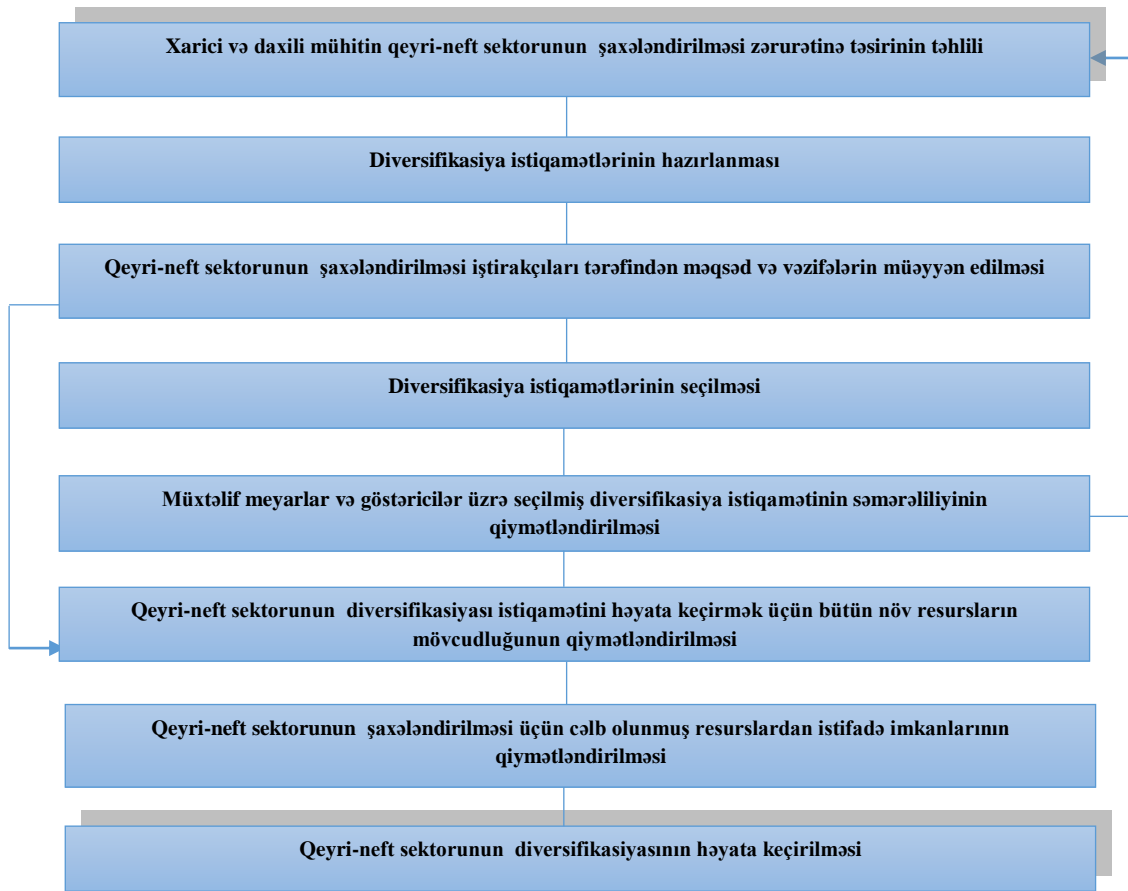 Xarici və daxili mühitin qeyri-neft sektorunun şaxələndirilməsi zərurətinə təsirinin təhlili
Diversifikasiya istiqamətlərinin hazırlanması
Qeyri-neft sektorunun şaxələndirilməsi iştirakçıları tərəfindən məqsəd və vəzifələrin müəyyən edilməsi
Diversifikasiya istiqamətlərinin seçilməsi
Müxtəlif meyarlar və göstəricilər üzrə seçilmiş diversifikasiya istiqamətinin səmərəliliyinin
qiymətləndirilməsi
Qeyri-neft sektorunun diversifikasiyası istiqamətini həyata keçirmək üçün bütün növ resursların
mövcudluğunun qiymətləndirilməsi
Qeyri-neft sektorunun şaxələndirilməsi üçün cəlb olunmuş resurslardan istifadə imkanlarının
qiymətləndirilməsi
Qeyri-neft sektorunun diversifikasiyasının həyata keçirilməsi